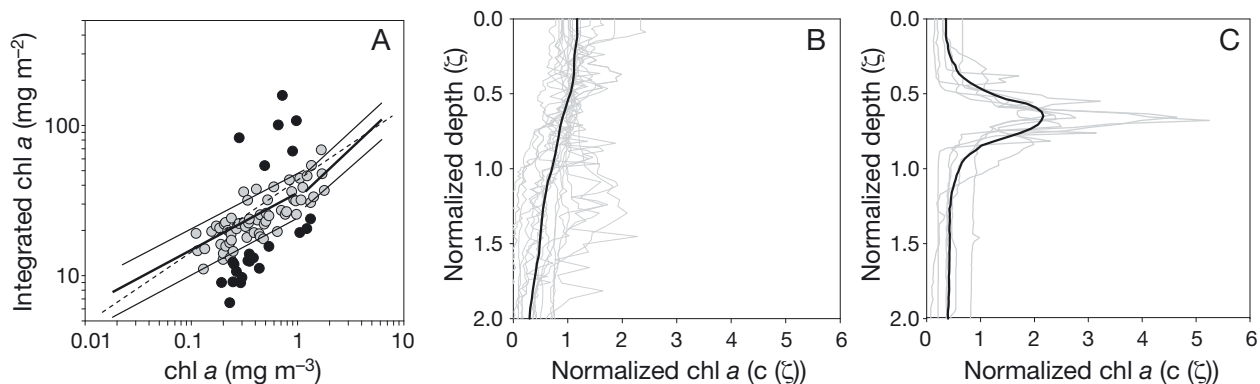 A
Integrated chl a (mg m–2)
100
10
0.01
0.1
1
10
chl a (mg m–3)
B
Normalized depth (ζ)
0.0
0.5
1.0
1.5
2.0
0 1 2 3 4 5 6
Normalized chl a (c (ζ))
C
Normalized depth (ζ)
0.0
0.5
1.0
1.5
2.0
0 1 2 3 4 5 6
Normalized chl a (c (ζ))